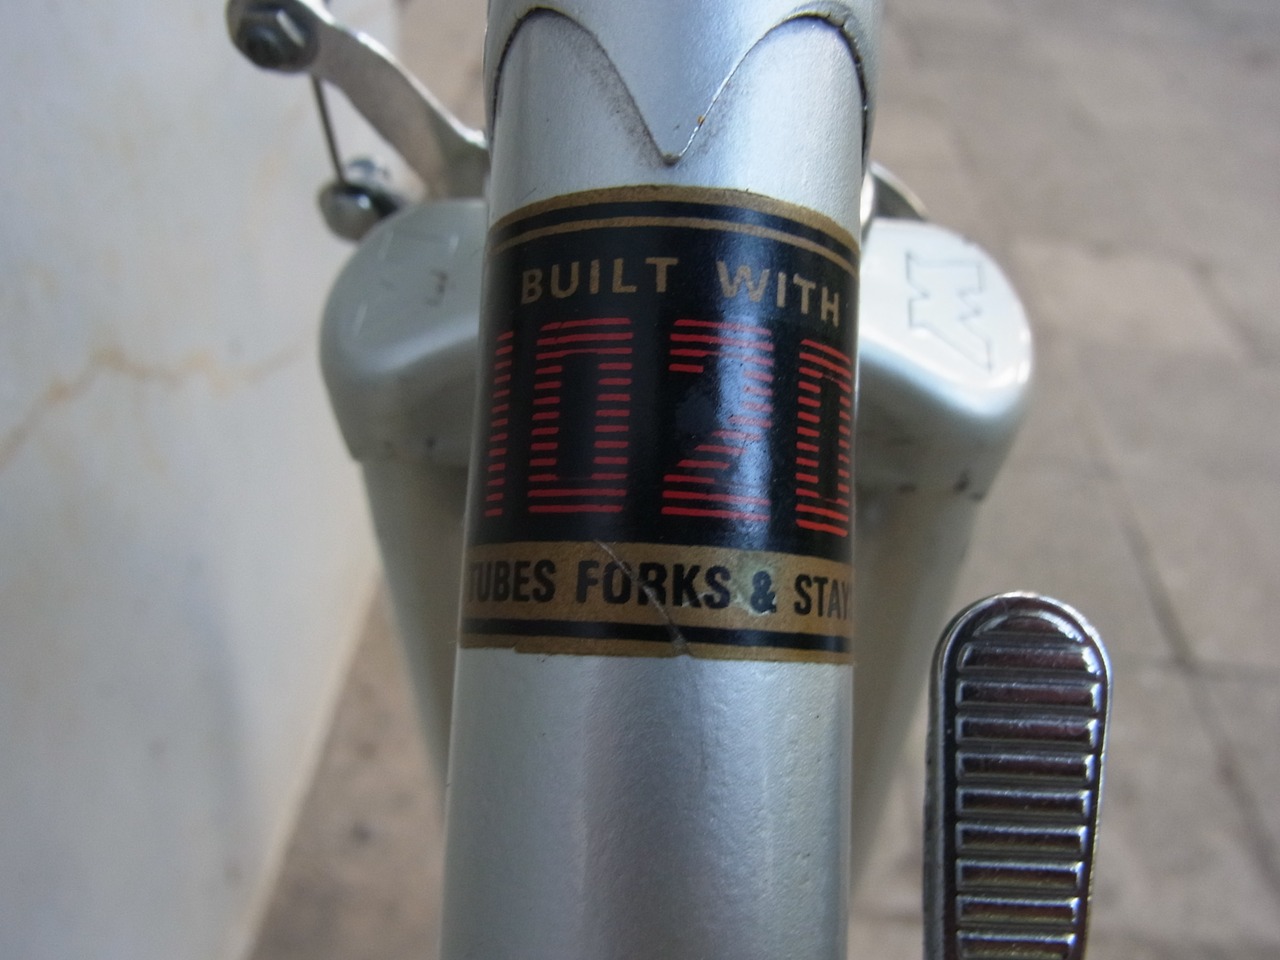 BUILT WITH
1020
TUBES FORKS & STAY